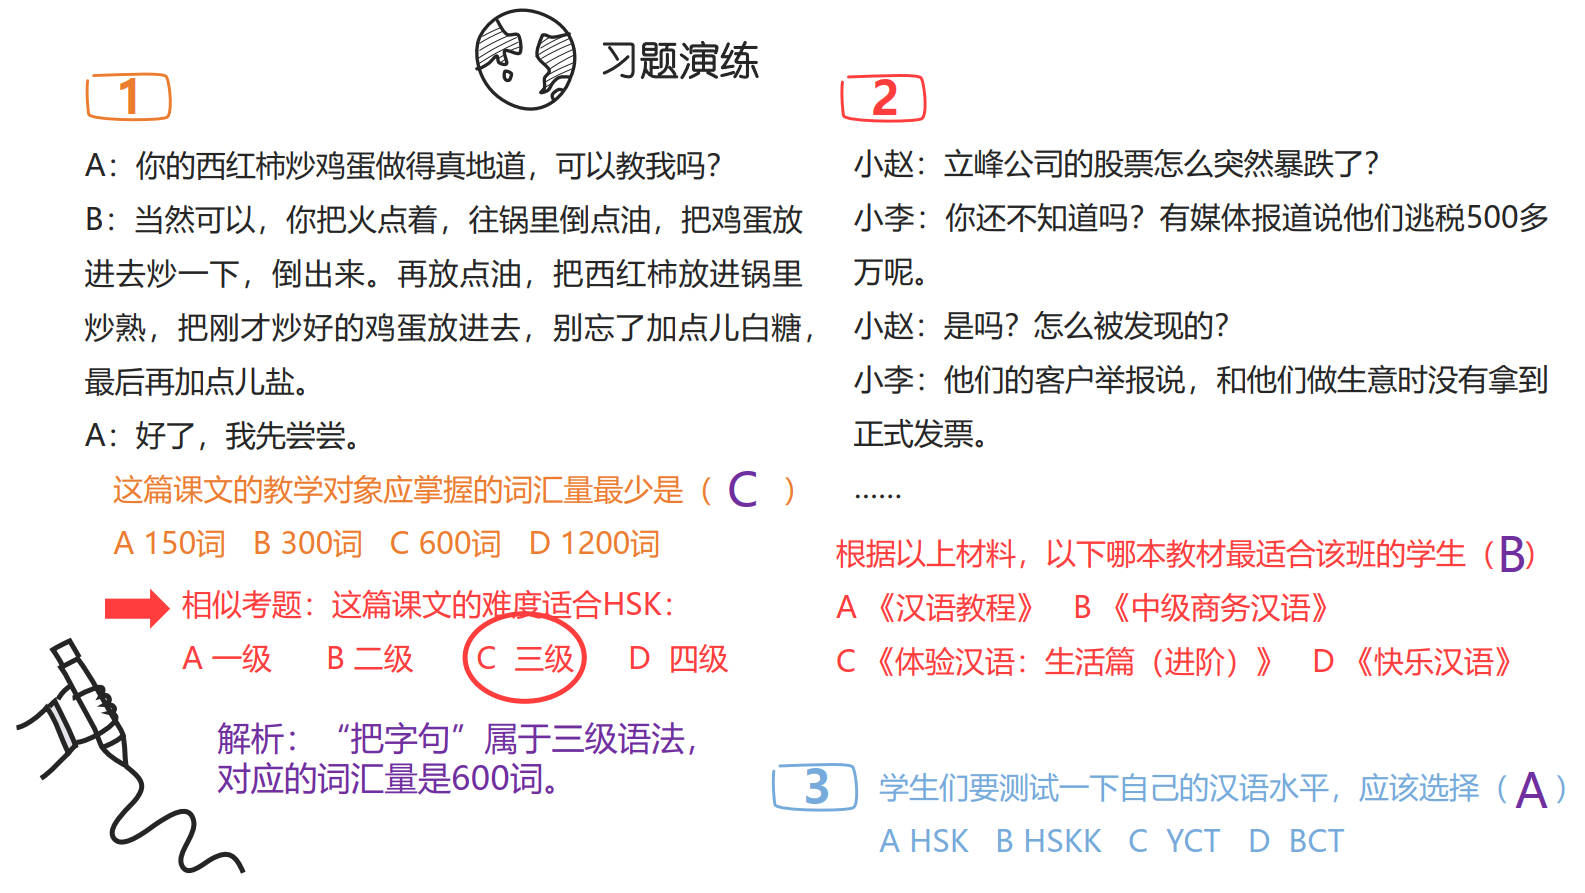 习题演练
1
A：你的西红柿炒鸡蛋做得真地道，可以教我吗？
B：当然可以，你把火点着，往锅里倒点油，把鸡蛋放
进去炒一下，倒出来。再放点油，把西红柿放进锅里
炒熟，把刚才炒好的鸡蛋放进去，别忘了加点儿白糖，
最后再加点儿盐。
A：好了，我先尝尝。
这篇课文的教学对象应掌握的词汇量最少是（ C ）
A 150词 B 300词 C 600词 D 1200词
相似考题：这篇课文的难度适合HSK：
A 一级 B 二级 C 三级 D 四级
解析：“把字句”属于三级语法，
对应的词汇量是600词。
2
小赵：立峰公司的股票怎么突然暴跌了？
小李：你还不知道吗？有媒体报道说他们逃税500多
万呢。
小赵：是吗？怎么被发现的？
小李：他们的客户举报说，和他们做生意时没有拿到
正式发票。
……
根据以上材料，以下哪本教材最适合该班的学生（B）
A 《汉语教程》 B 《中级商务汉语》
C 《体验汉语：生活篇（进阶）》 D 《快乐汉语》
3
学生们要测试一下自己的汉语水平，应该选择（ A ）
A HSK B HSKK C YCT D BCT